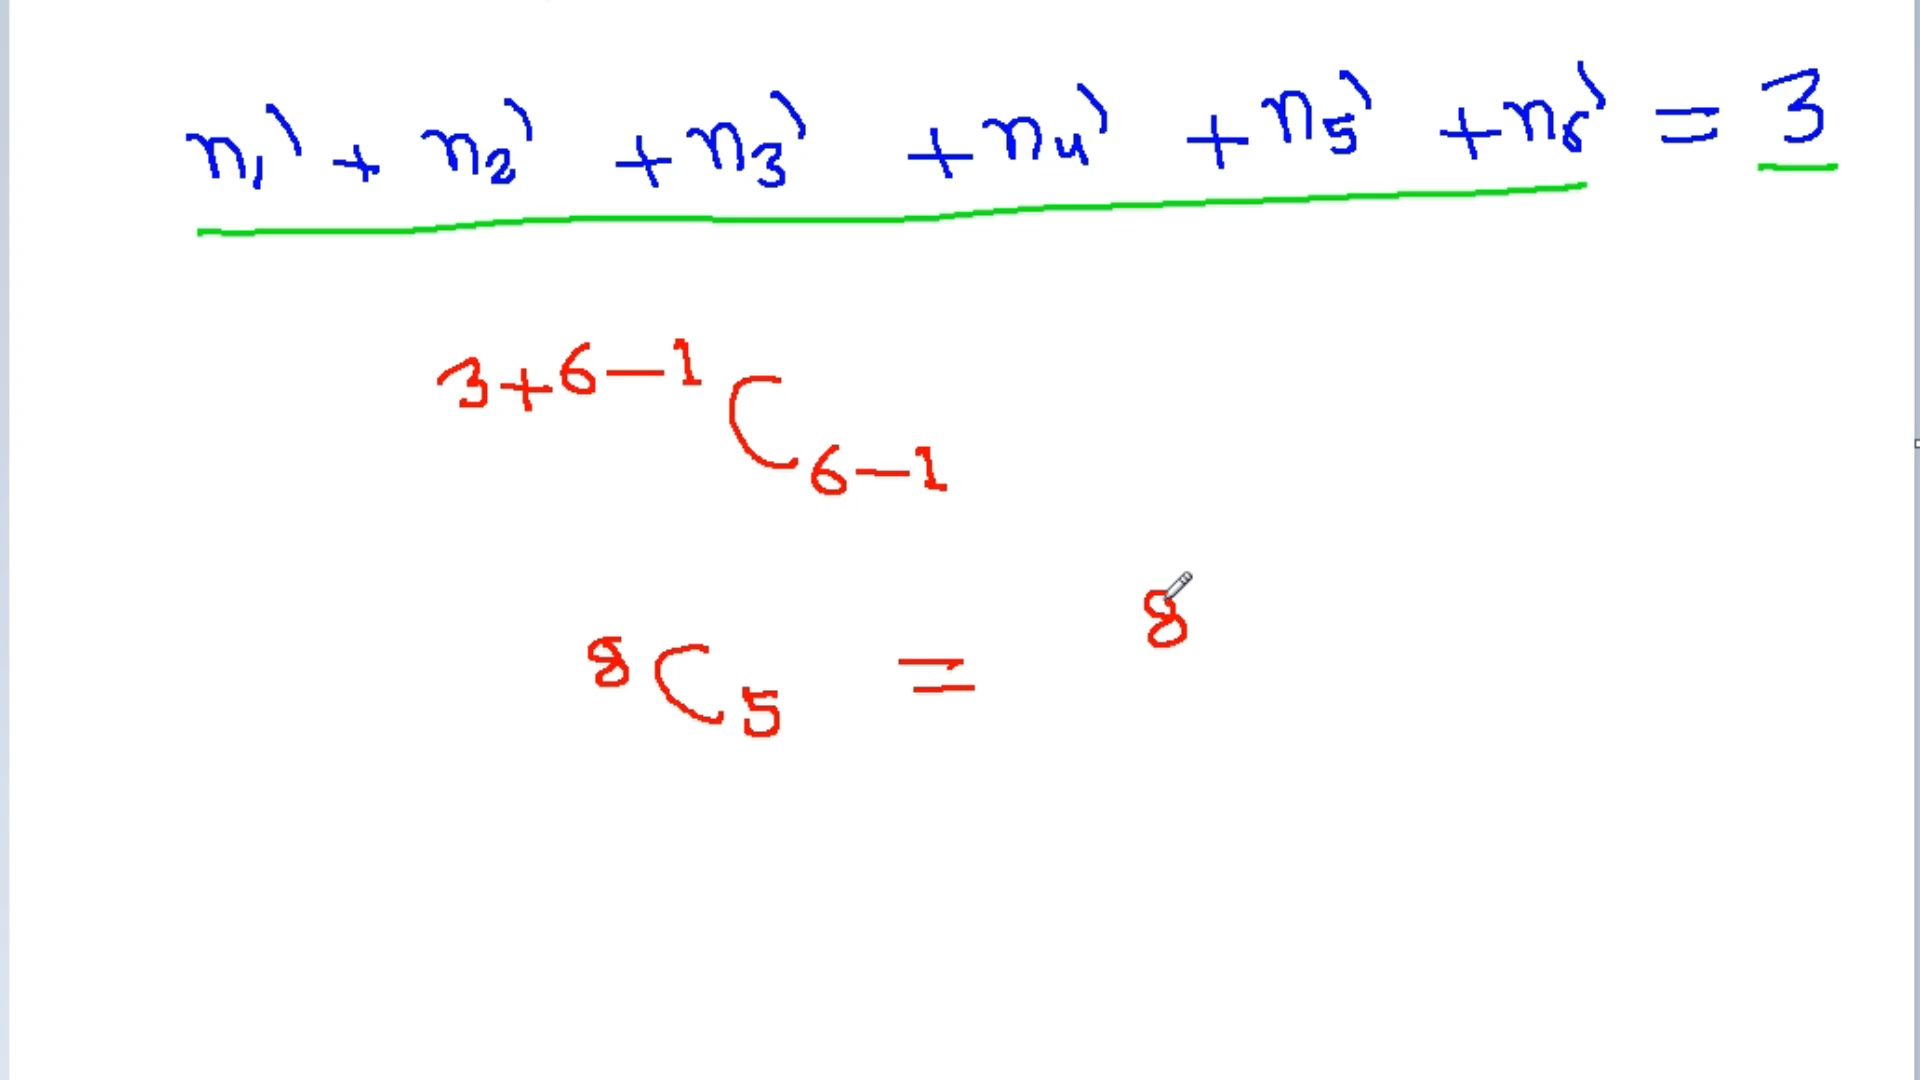 n₁' + n₂' + n₃' + n₄' + n₅' + n₆' = 3
³⁺⁶⁻¹C₆₋₁
⁸C₅ = 8